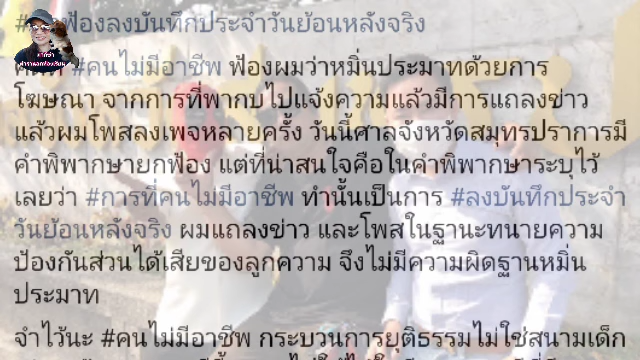 ฟ้องลงบันทึกประจำวันย้อนหลังจริง
#คนไม่มีอาชีพ ฟ้องผมว่าหมิ่นประมาทด้วยการ
โฆษณา จากการที่พากบไปแจ้งความแล้วมีการแถลงข่าว
แล้วผมโพสลงเพจหลายครั้ง วันนี้ศาลจังหวัดสมุทรปราการมี
คำพิพากษายกฟ้อง แต่ที่น่าสนใจคือในคำพิพากษาระบุไว้
เลยว่า #การที่คนไม่มีอาชีพ ทำนั้นเป็นการ #ลงบันทึกประจำ
วันย้อนหลังจริง ผมแถลงข่าว และโพสในฐานะทนายความ
ป้องกันส่วนได้เสียของลูกความ จึงไม่มีความผิดฐานหมิ่น
ประมาท
จำไว้นะ #คนไม่มีอาชีพ กระบวนการยุติธรรมไม่ใช่สนามเด็ก